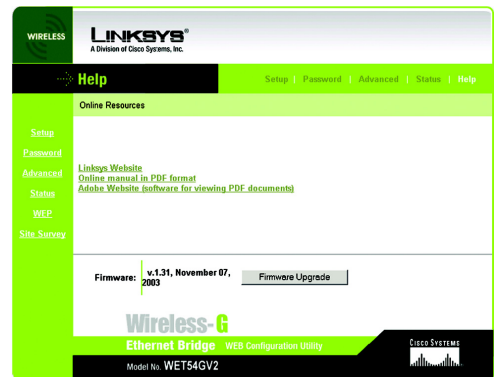 WIRELESS
LINKSYS®
A Division of Cisco Systems, Inc.
Help
Setup | Password | Advanced | Status | Help
Online Resources
Setup
Password
Advanced
Status
WEP
Site Survey
Linksys Website
Online manual in PDF format
Adobe Website (software for viewing PDF documents)
Firmware: v.1.31, November 07,
2003
Firmware Upgrade
Wireless-G
Ethernet Bridge WEB Configuration Utility
CISCO SYSTEMS
Model No. WET54GV2